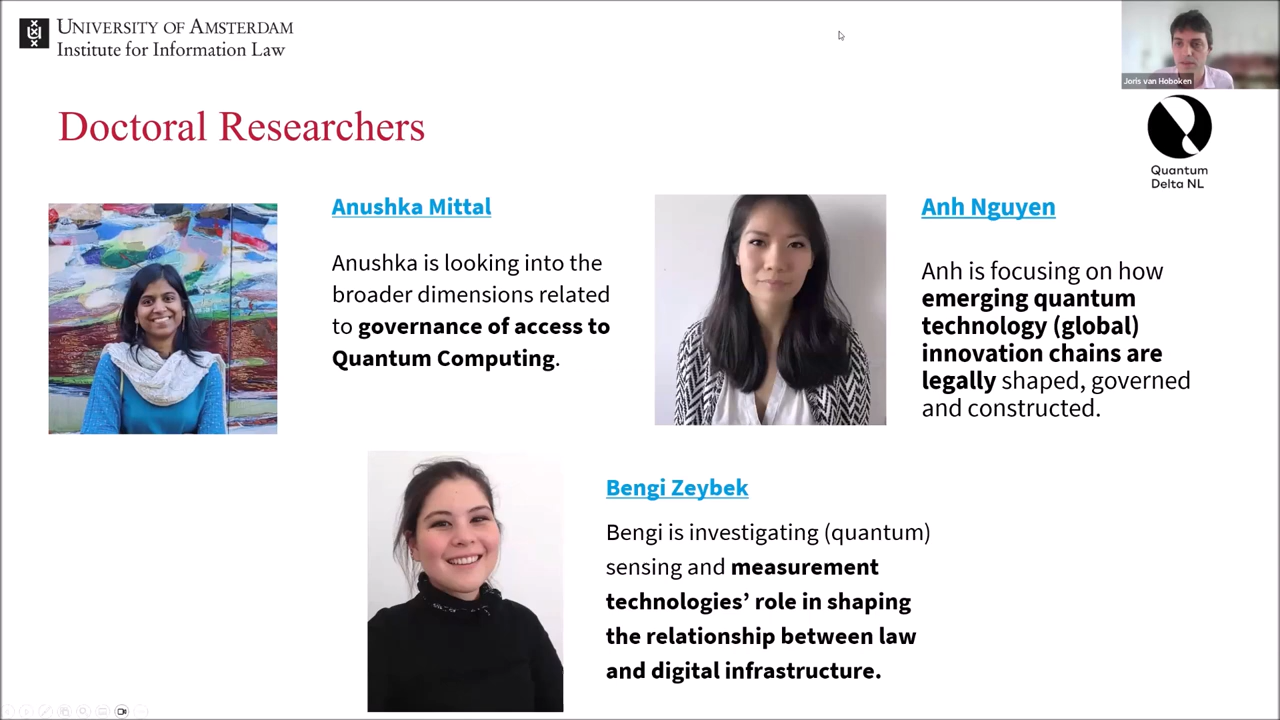 UNIVERSITY OF AMSTERDAM
Institute for Information Law
Joris van Hoboken
Doctoral Researchers
Quantum
Delta NL
Anushka Mittal
Anushka is looking into the
broader dimensions related
to governance of access to
Quantum Computing.
Anh Nguyen
Anh is focusing on how
emerging quantum
technology (global)
innovation chains are
legally shaped, governed
and constructed.
Bengi Zeybek
Bengi is investigating (quantum)
sensing and measurement
technologies’ role in shaping
the relationship between law
and digital infrastructure.